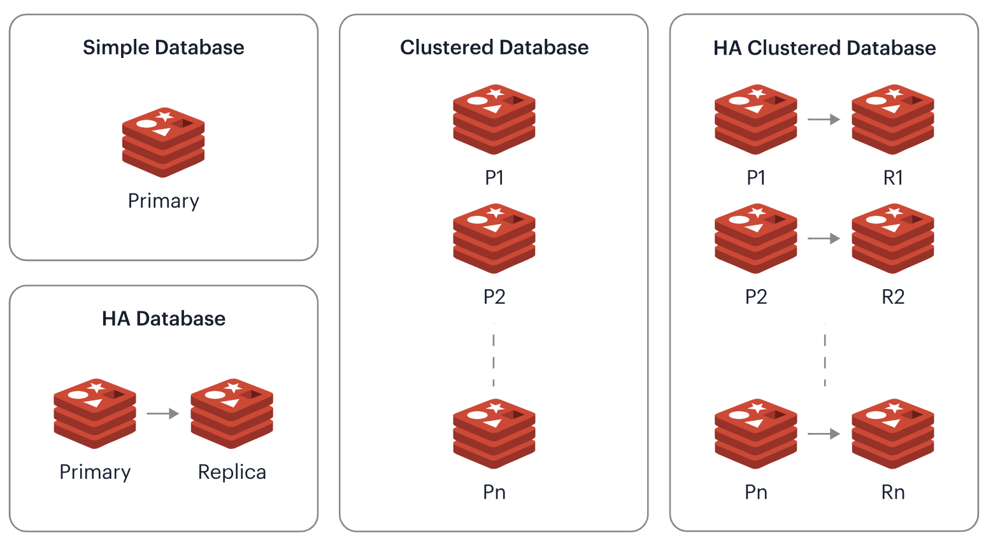 Simple Database
Primary
HA Database
Primary
Replica
Clustered Database
P1
P2
Pn
HA Clustered Database
P1
R1
P2
R2
Pn
Rn